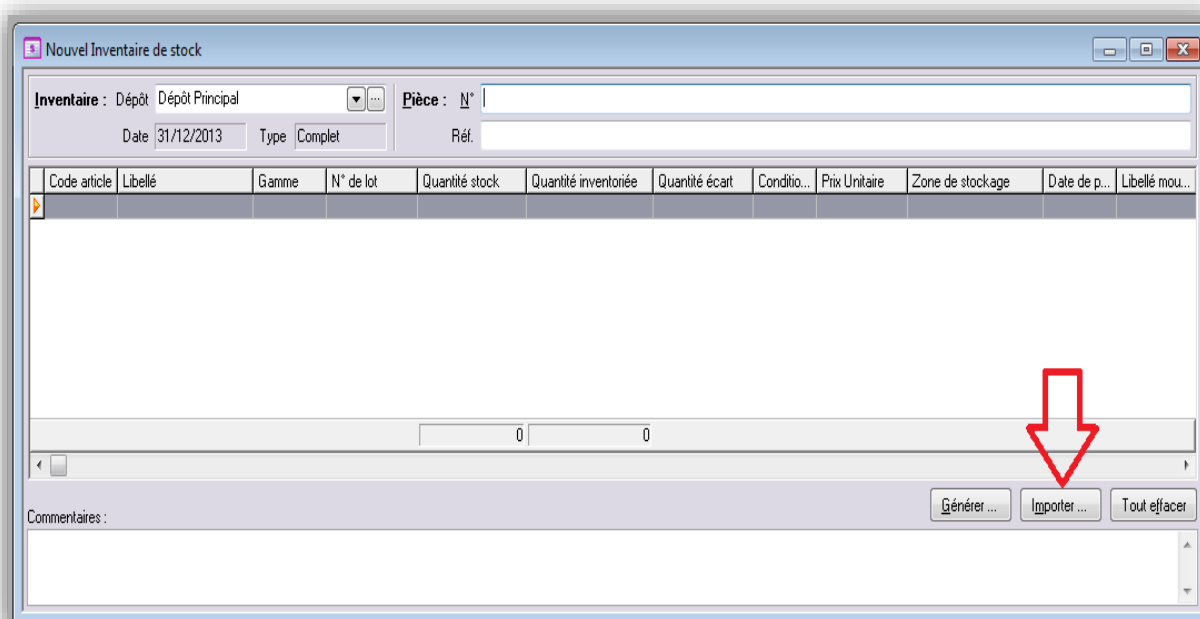 Nouvel Inventaire de stock
Inventaire : Dépôt Dépôt Principal Pièce : N°
Date 31/12/2013 Type Complet Réf.
Code article Libellé Gamme N° de lot Quantité stock Quantité inventoriée Quantité écart Conditio... Prix Unitaire Zone de stockage Date de p... Libellé mou...
0 0
Générer ... Importer ... Tout effacer
Commentaires :